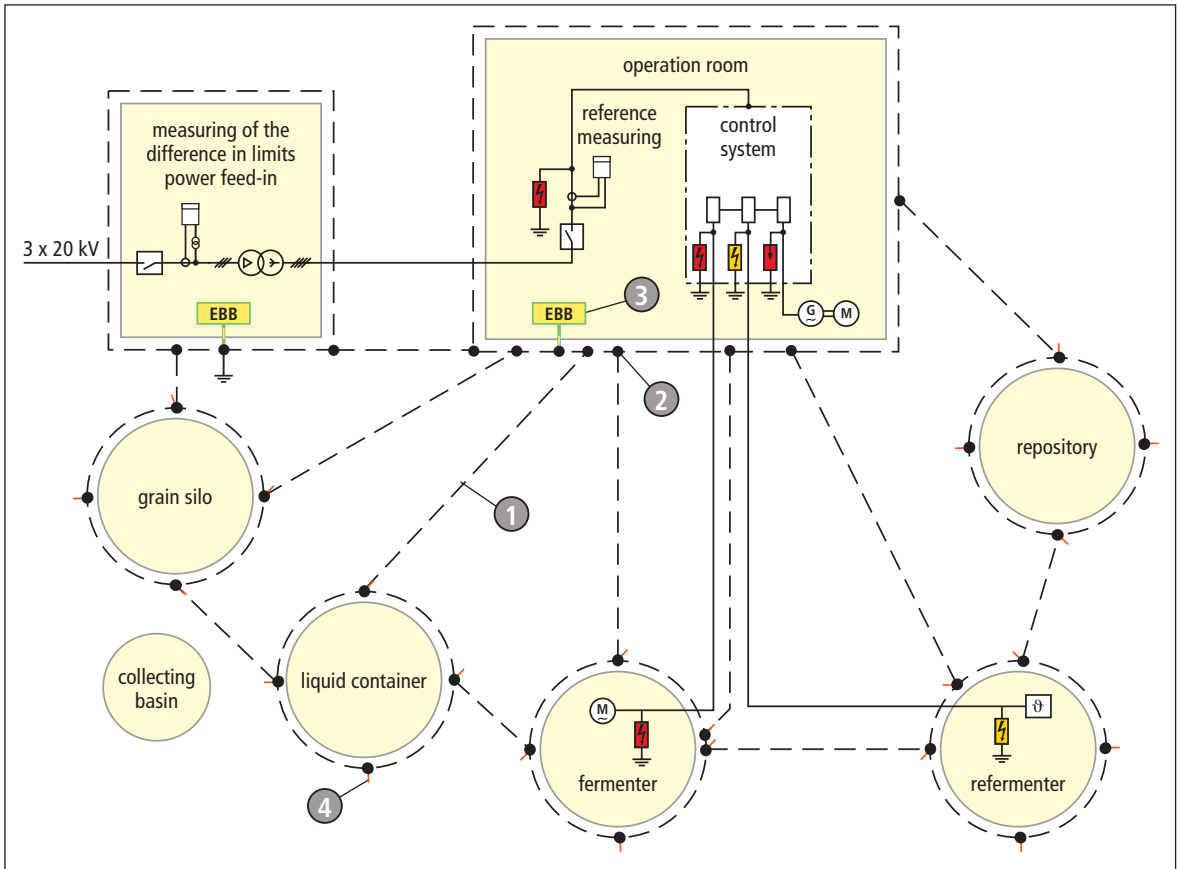 operation room
measuring of the
difference in limits
power feed-in
reference
measuring
control
system
3 x 20 kV
EBB
EBB
3
G
~
M
2
repository
grain silo
1
collecting
basin
liquid container
M
~
ϑ
fermenter
refermenter
4